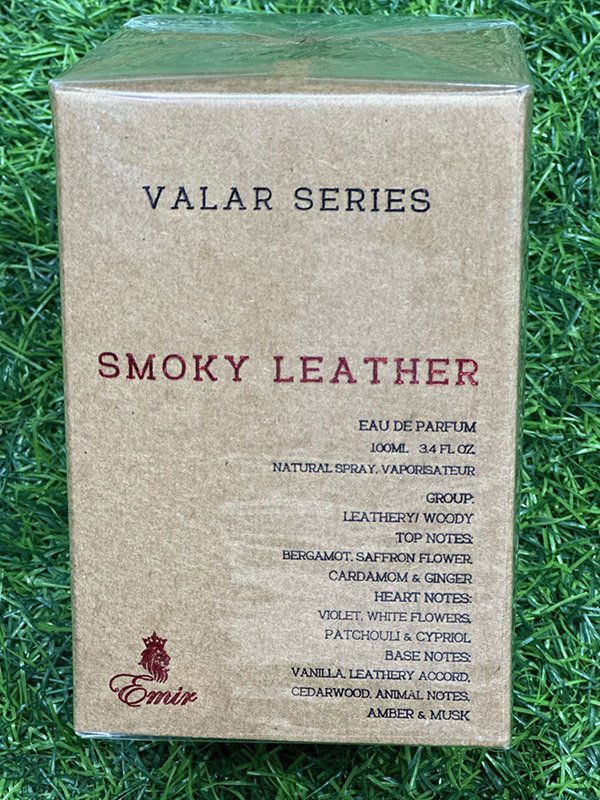 VALAR SERIES
SMOKY LEATHER
EAU DE PARFUM
100ML 3.4 FL OZ.
NATURAL SPRAY, VAPORISATEUR
GROUP:
LEATHERY/ WOODY
TOP NOTES:
BERGAMOT, SAFFRON FLOWER,
CARDAMOM & GINGER
HEART NOTES:
VIOLET, WHITE FLOWERS,
PATCHOULI & CYPRIOL
BASE NOTES:
VANILLA, LEATHERY ACCORD,
CEDARWOOD, ANIMAL NOTES,
AMBER & MUSK
Emir